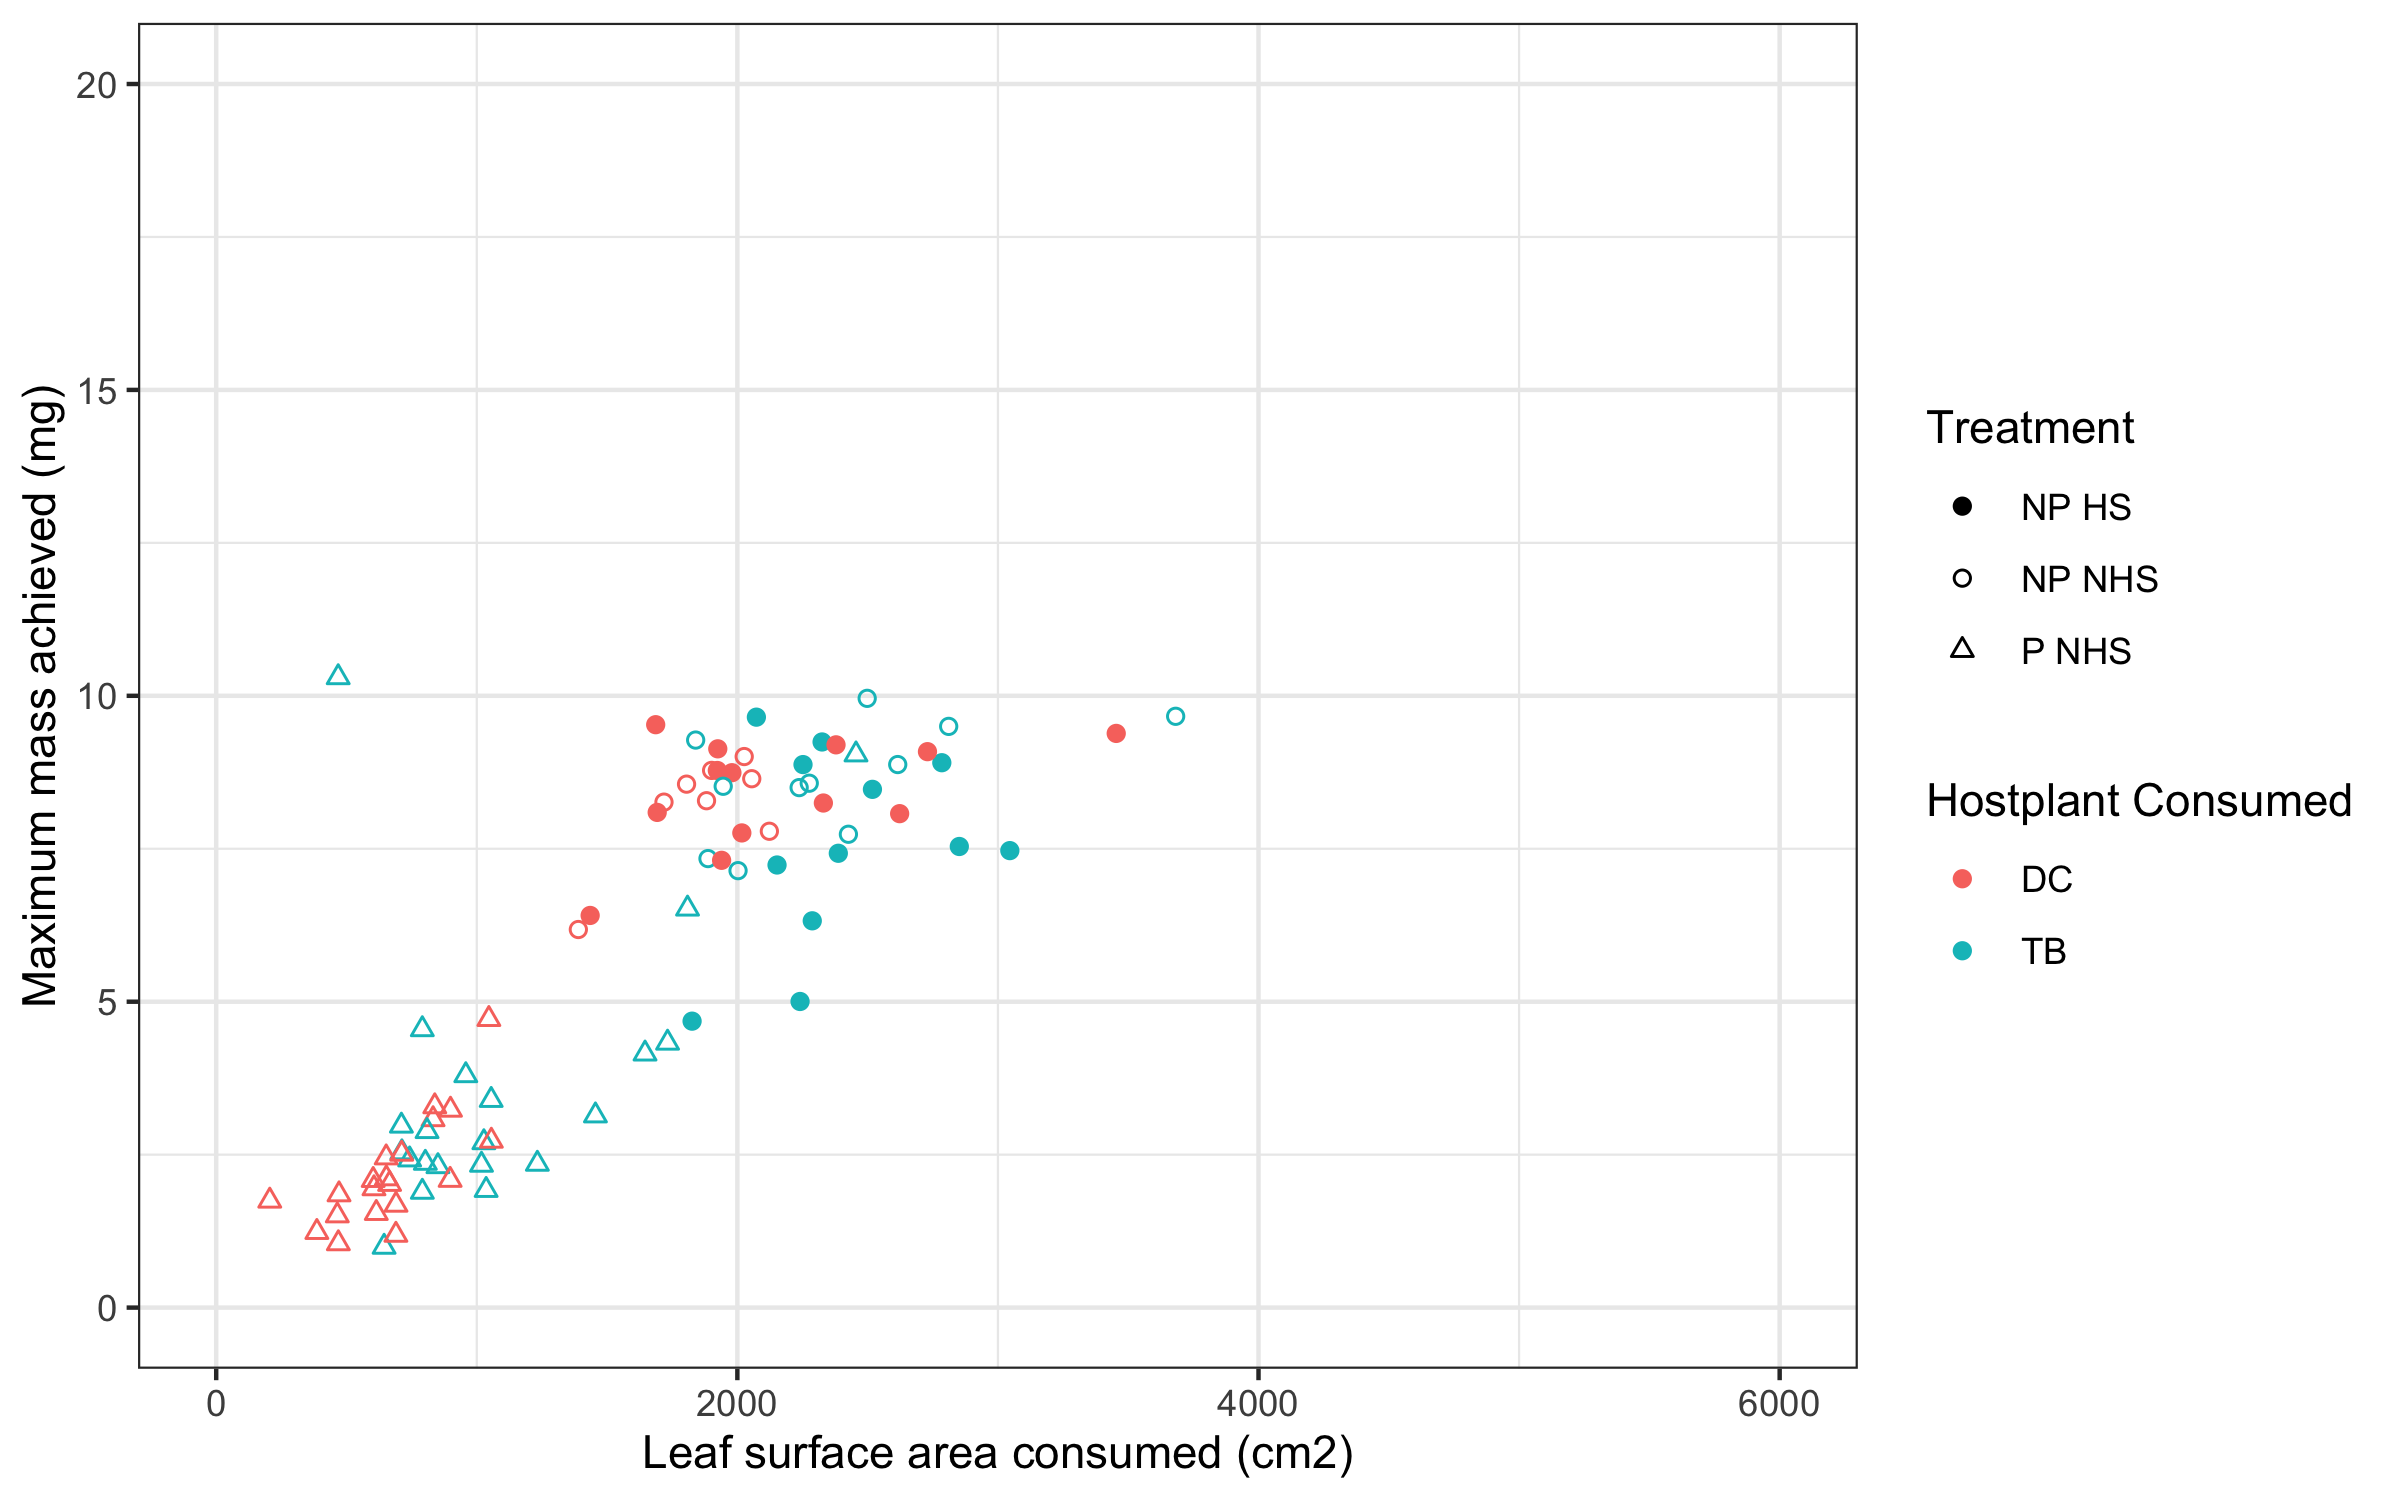 20
15
10
5
0
Maximum mass achieved (mg)
0 2000 4000 6000
Leaf surface area consumed (cm2)
Treatment
NP HS
NP NHS
P NHS
Hostplant Consumed
DC
TB